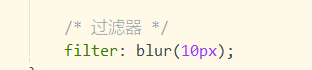 /* 过滤器 */
filter: blur(10px);